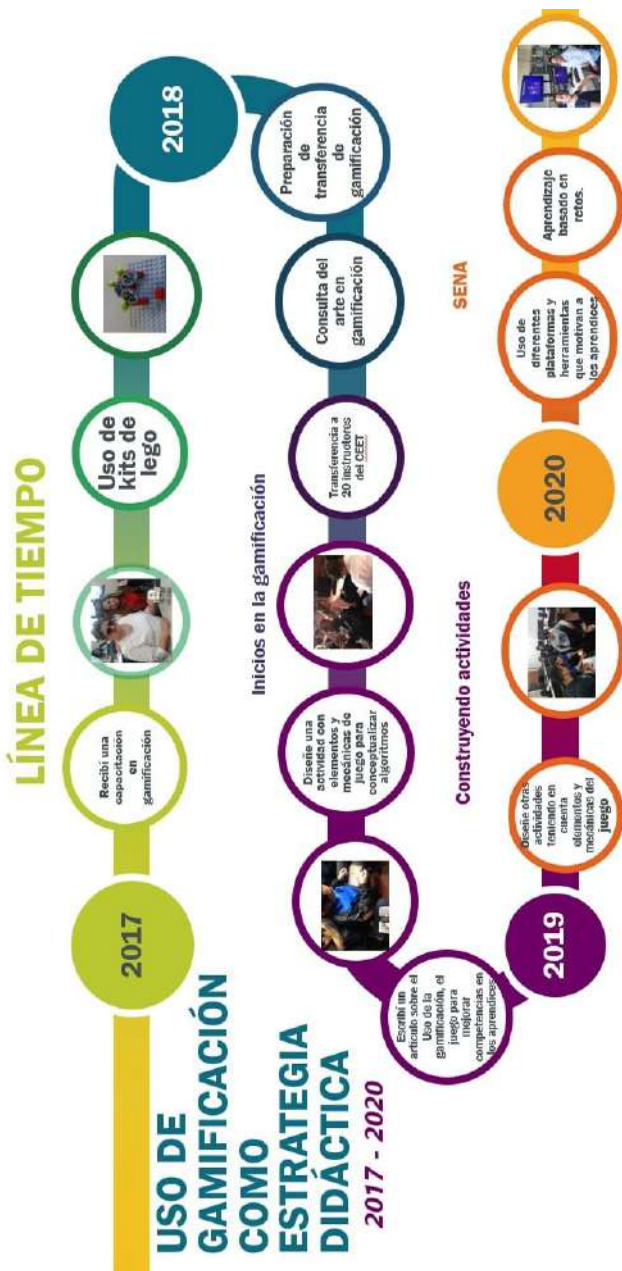 LÍNEA DE TIEMPO
USO DE
GAMIFICACIÓN
COMO
ESTRATEGIA
DIDÁCTICA
2017 - 2020
2017
Recibí una
capacitación
en
gamificación
Uso de
kits de
lego
2018
Preparación
de
transferencia
de
gamificación
Consulta del
arte en
gamificación
Transferencia a
20 instructores
del CEET
Inicios en la gamificación
Diseñe una
actividad con
elementos y
mecánicas de
juego para
conceptualizar
algoritmos
Escribí un
artículo sobre el
Uso de la
gamificación, el
juego para
mejorar
competencias en
los aprendices
2019
Construyendo actividades
Diseñe otras
actividades
teniendo en
cuenta
elementos y
mecánicas del
juego
2020
SENA
Uso de
diferentes
plataformas y
herramientas
que motivan a
los aprendices
Aprendizaje
basado en
retos.